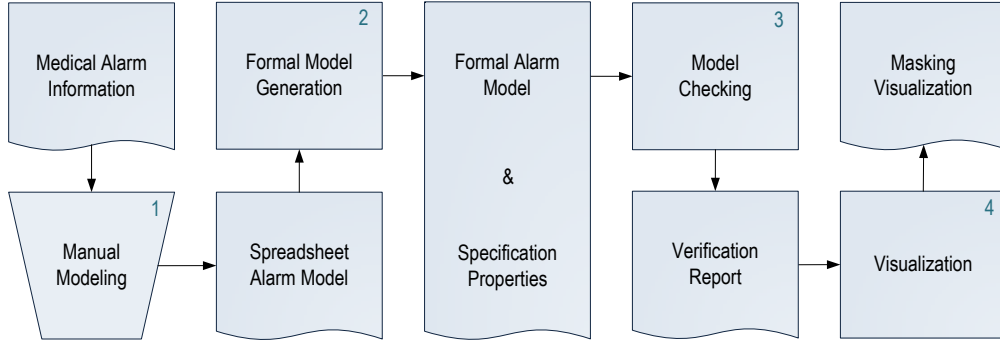 Medical Alarm
Information
1
Manual
Modeling
2
Formal Model
Generation
Spreadsheet
Alarm Model
Formal Alarm
Model
&
Specification
Properties
3
Model
Checking
Verification
Report
Masking
Visualization
4
Visualization